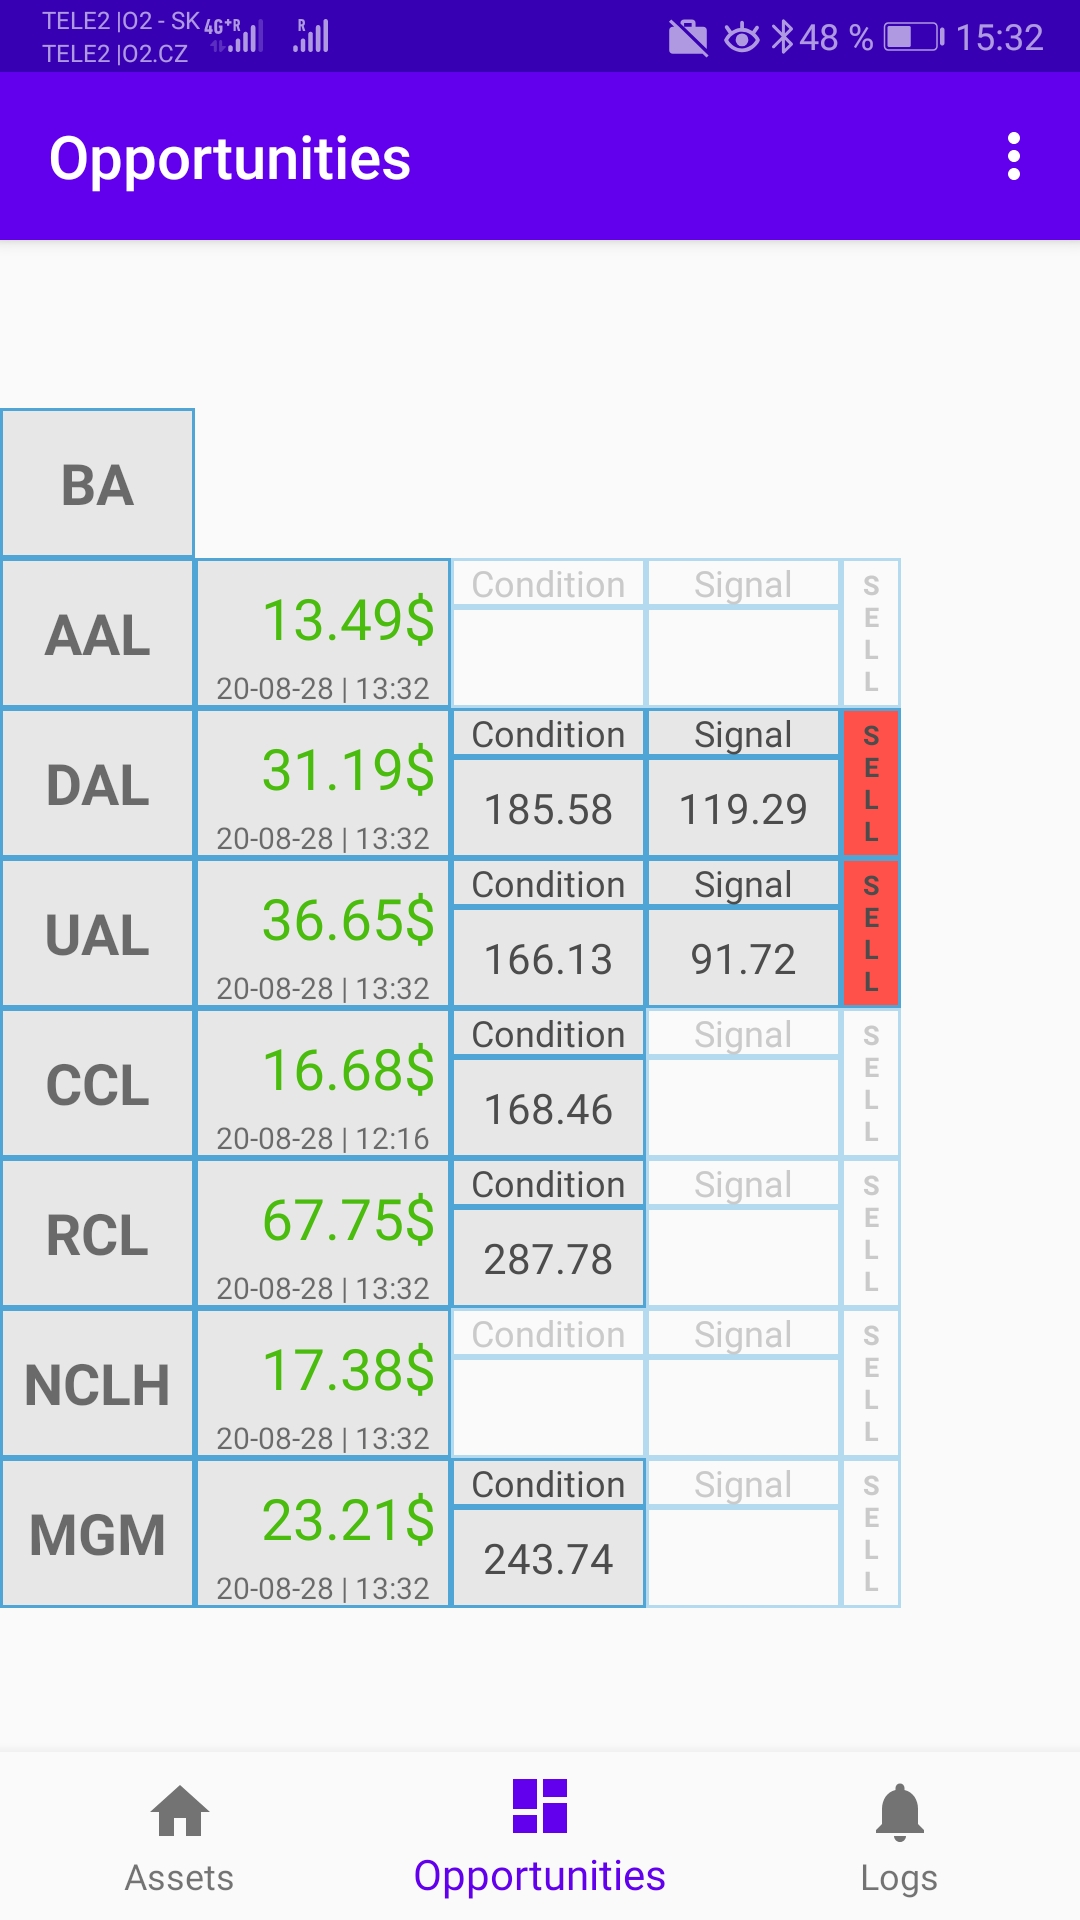 TELE2 |O2 - SK 4G+R R 48 % 15:32
TELE2 |O2.CZ
Opportunities
BA
AAL 13.49$ Condition Signal SELL
20-08-28 | 13:32
DAL 31.19$ Condition Signal SELL
20-08-28 | 13:32 185.58 119.29
UAL 36.65$ Condition Signal SELL
20-08-28 | 13:32 166.13 91.72
CCL 16.68$ Condition Signal SELL
20-08-28 | 12:16 168.46
RCL 67.75$ Condition Signal SELL
20-08-28 | 13:32 287.78
NCLH 17.38$ Condition Signal SELL
20-08-28 | 13:32
MGM 23.21$ Condition Signal SELL
20-08-28 | 13:32 243.74
Assets Opportunities Logs